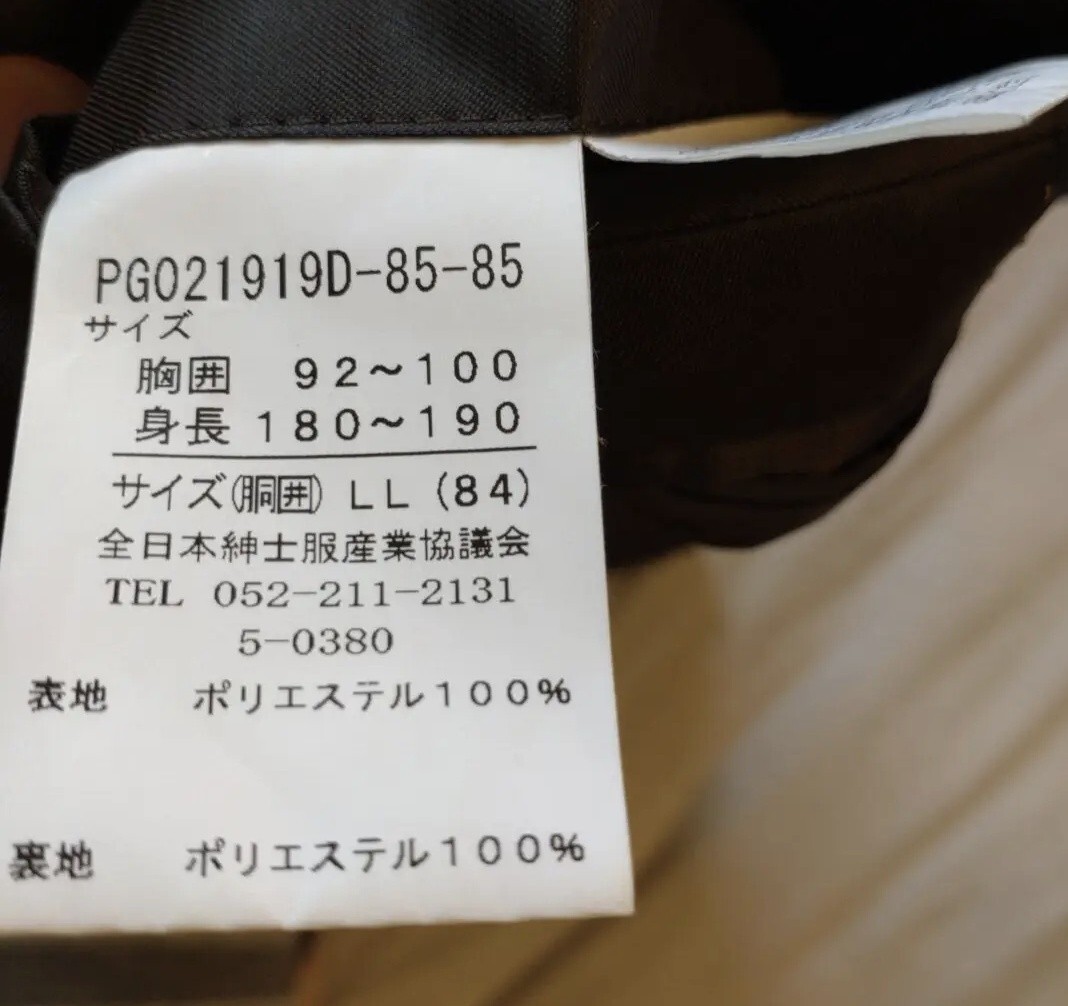 PG021919D-85-85
サイズ
胸囲 92～100
身長 180～190
サイズ(胴囲) LL (84)
全日本紳士服産業協議会
TEL 052-211-2131
5-0380
表地 ポリエステル100%
裏地 ポリエステル100%